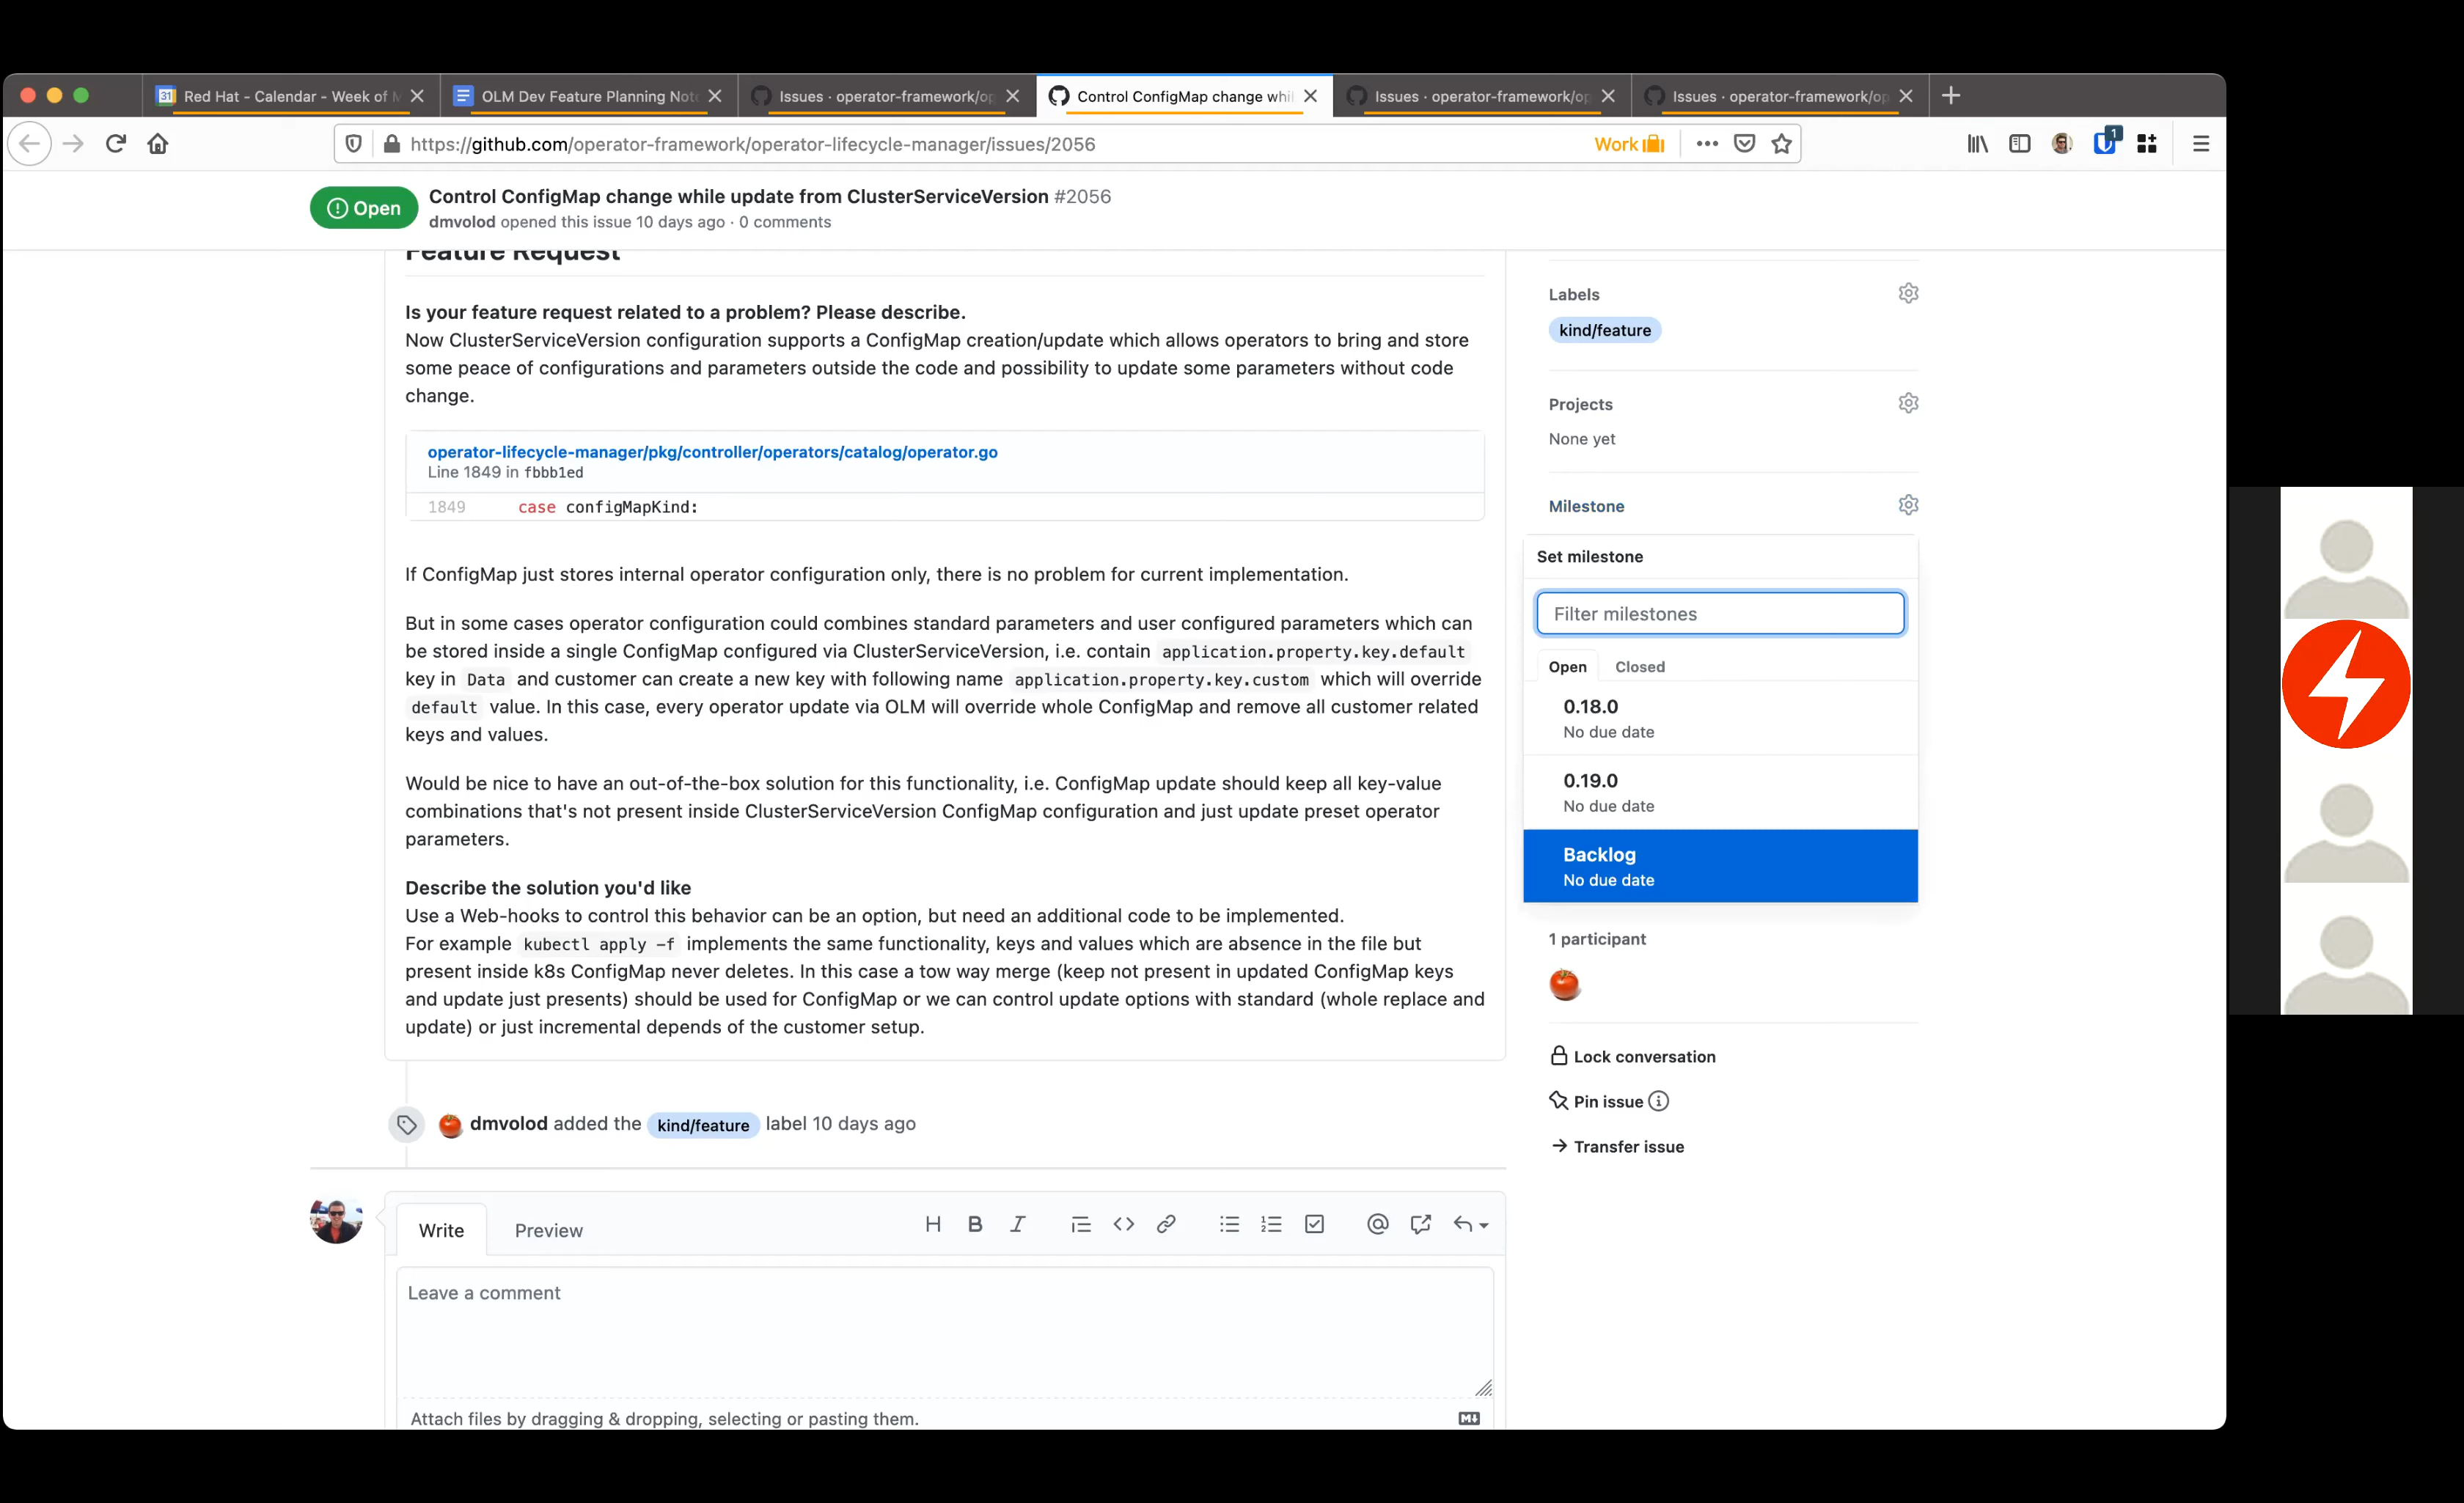 Red Hat - Calendar - Week of M
OLM Dev Feature Planning Note
Issues · operator-framework/op
Control ConfigMap change whil
Issues · operator-framework/op
Issues · operator-framework/op
https://github.com/operator-framework/operator-lifecycle-manager/issues/2056
Work
1
Open
Control ConfigMap change while update from ClusterServiceVersion #2056
dmvolod opened this issue 10 days ago · 0 comments
Feature Request
Is your feature request related to a problem? Please describe.
Now ClusterServiceVersion configuration supports a ConfigMap creation/update which allows operators to bring and store
some peace of configurations and parameters outside the code and possibility to update some parameters without code
change.
operator-lifecycle-manager/pkg/controller/operators/catalog/operator.go
Line 1849 in fbbb1ed
1849 case configMapKind:
If ConfigMap just stores internal operator configuration only, there is no problem for current implementation.
But in some cases operator configuration could combines standard parameters and user configured parameters which can
be stored inside a single ConfigMap configured via ClusterServiceVersion, i.e. contain application.property.key.default
key in Data and customer can create a new key with following name application.property.key.custom which will override
default value. In this case, every operator update via OLM will override whole ConfigMap and remove all customer related
keys and values.
Would be nice to have an out-of-the-box solution for this functionality, i.e. ConfigMap update should keep all key-value
combinations that's not present inside ClusterServiceVersion ConfigMap configuration and just update preset operator
parameters.
Describe the solution you'd like
Use a Web-hooks to control this behavior can be an option, but need an additional code to be implemented.
For example kubectl apply -f implements the same functionality, keys and values which are absence in the file but
present inside k8s ConfigMap never deletes. In this case a tow way merge (keep not present in updated ConfigMap keys
and update just presents) should be used for ConfigMap or we can control update options with standard (whole replace and
update) or just incremental depends of the customer setup.
dmvolod added the kind/feature label 10 days ago
Write
Preview
Leave a comment
Attach files by dragging & dropping, selecting or pasting them.
Labels
kind/feature
Projects
None yet
Milestone
Set milestone
Filter milestones
Open
Closed
0.18.0
No due date
0.19.0
No due date
Backlog
No due date
1 participant
Lock conversation
Pin issue
Transfer issue